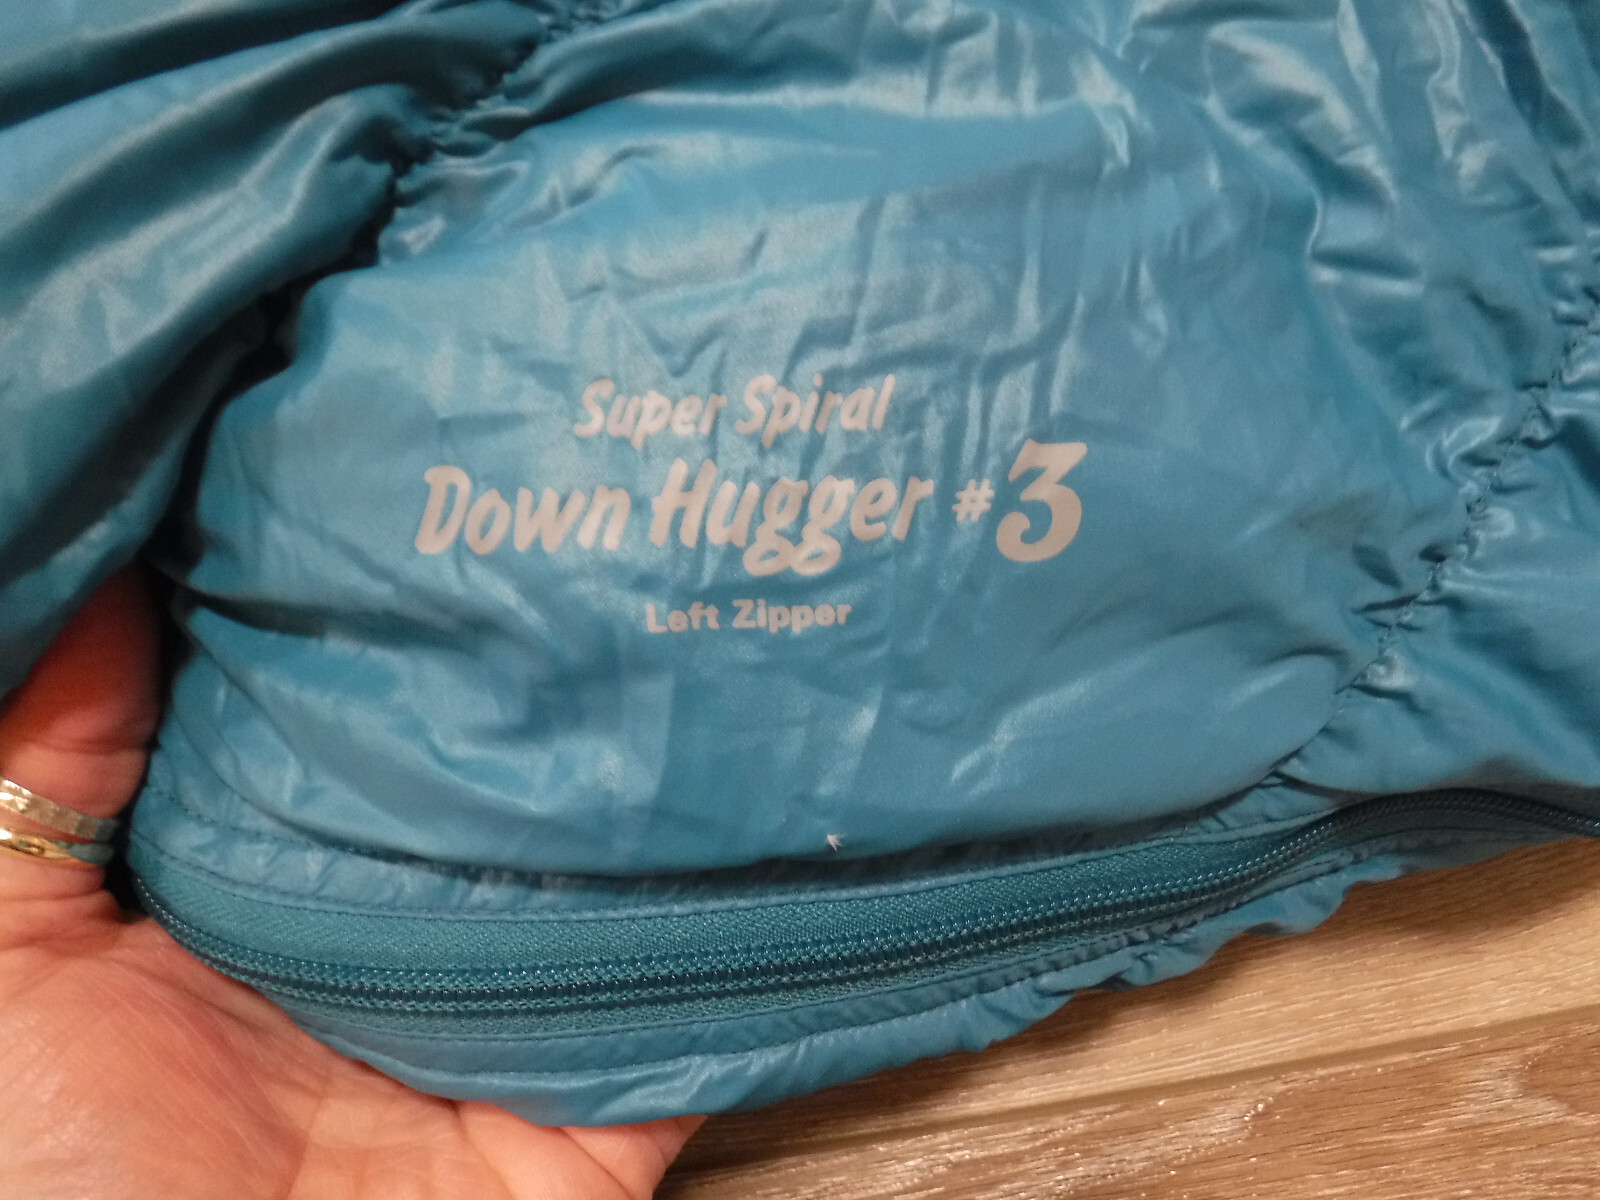 Super Spiral
Down Hugger #3
Left Zipper